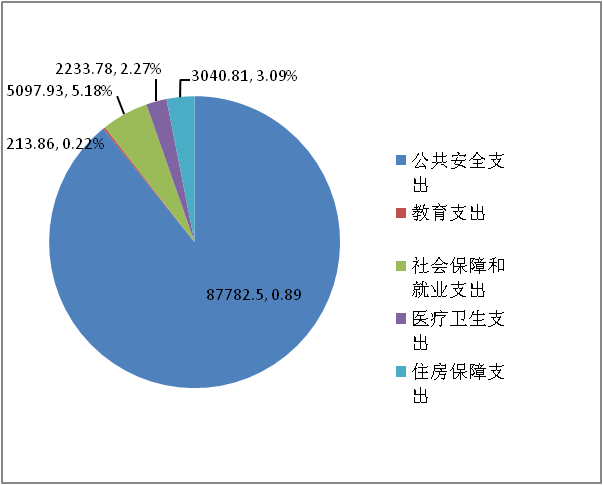 2233.78, 2.27%
3040.81, 3.09%
5097.93, 5.18%
213.86, 0.22%
87782.5, 0.89
公共安全支
出
教育支出
社会保障和
就业支出
医疗卫生支
出
住房保障支
出